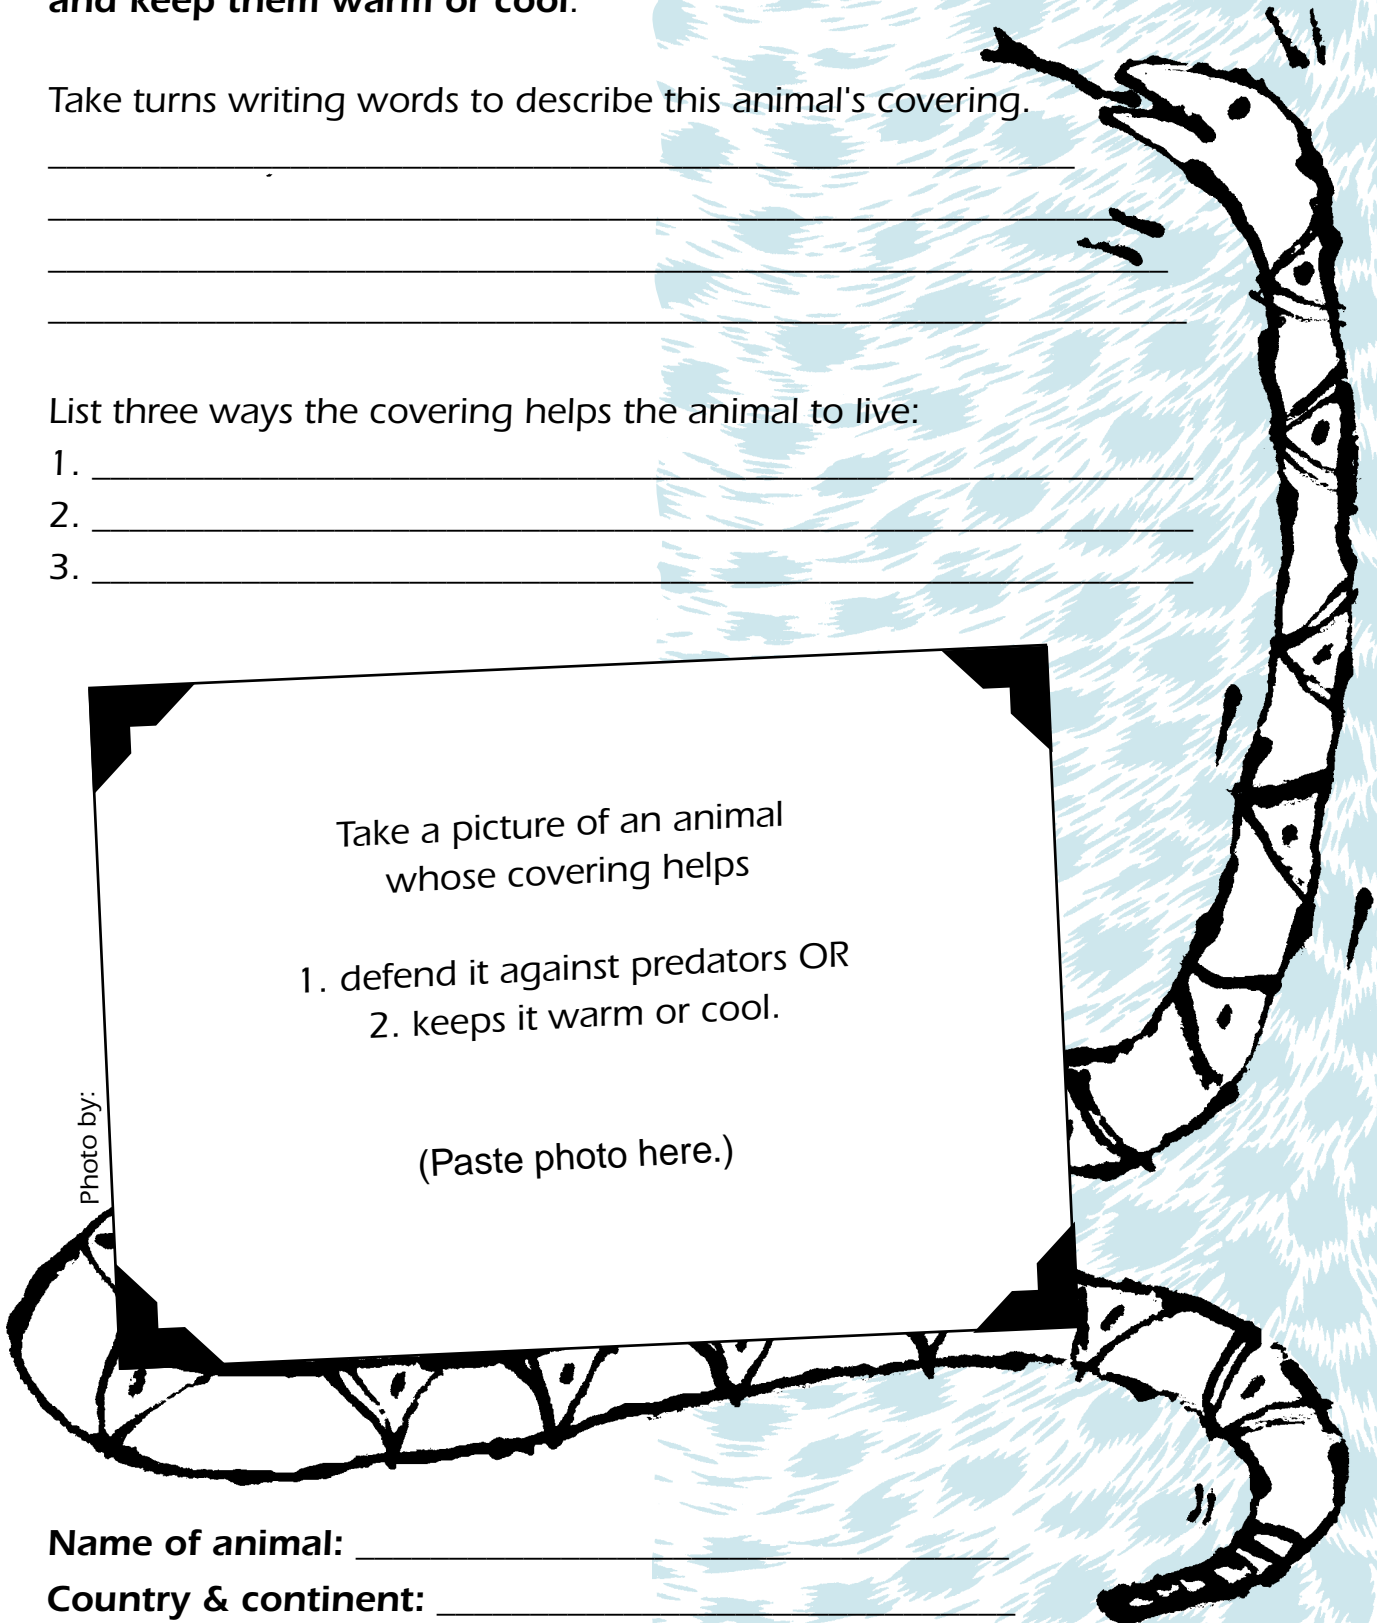 and keep them warm or cool.
Take turns writing words to describe this animal's covering.
List three ways the covering helps the animal to live:
1.
2.
3.
Take a picture of an animal
whose covering helps
1. defend it against predators OR
2. keeps it warm or cool.
(Paste photo here.)
Photo by:
Name of animal:
Country & continent: